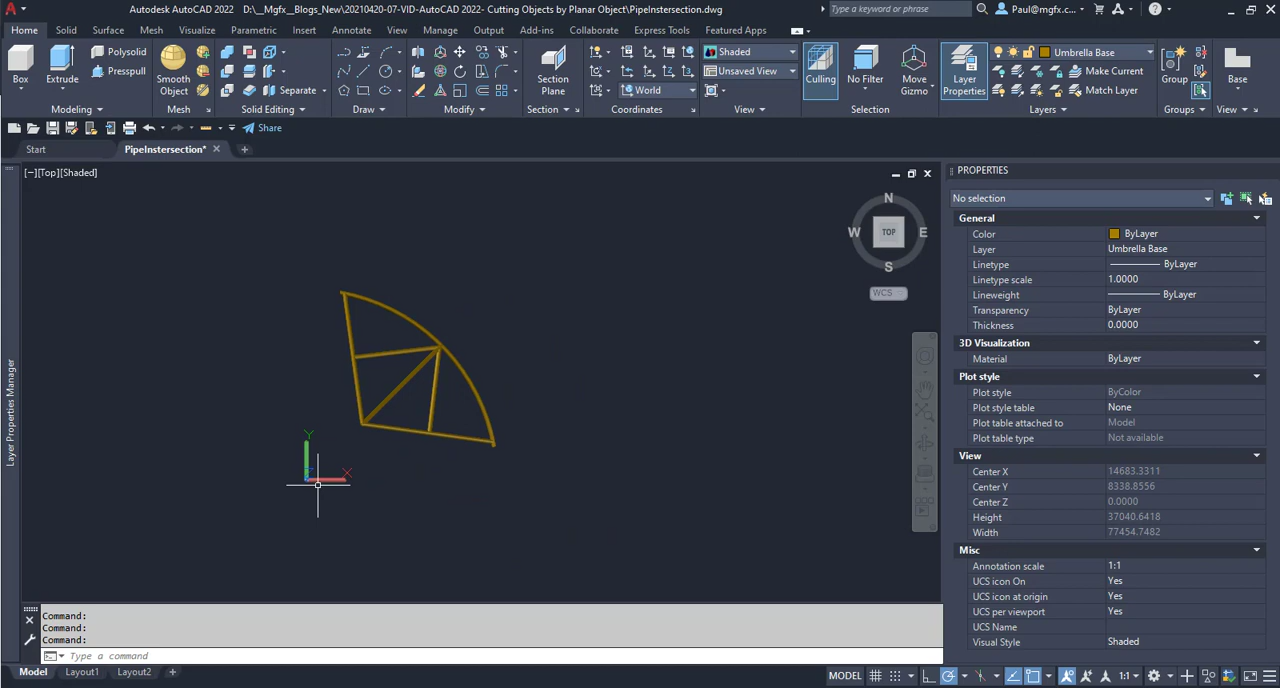 Autodesk AutoCAD 2022 D:\__Mgfx__Blogs_New\20210420-07-VID-AutoCAD 2022- Cutting Objects by Planar Object\PipeInstersection.dwg
Type a keyword or phrase
Paul@mgfx.c...
Home Solid Surface Mesh Visualize Parametric Insert Annotate View Manage Output Add-ins Collaborate Express Tools Featured Apps
Box
Extrude
Polysolid
Presspull
Modeling
Smooth
Object
Mesh
Separate
Solid Editing
Draw
Modify
Section
Plane
Section
World
Coordinates
Shaded
Unsaved View
View
Culling
No Filter
Move
Gizmo
Selection
Layer
Properties
Umbrella Base
Make Current
Match Layer
Layers
Group
Groups
Base
View
Share
Start
PipeInstersection*
[−][Top][Shaded]
N
W TOP E
S
WCS
Y
X
Layer Properties Manager
PROPERTIES
No selection
General
Color ByLayer
Layer Umbrella Base
Linetype ByLayer
Linetype scale 1.0000
Lineweight ByLayer
Transparency ByLayer
Thickness 0.0000
3D Visualization
Material ByLayer
Plot style
Plot style ByColor
Plot style table None
Plot table attached to Model
Plot table type Not available
View
Center X 14683.3311
Center Y 8338.8556
Center Z 0.0000
Height 37040.6418
Width 77454.7482
Misc
Annotation scale 1:1
UCS icon On Yes
UCS icon at origin Yes
UCS per viewport Yes
UCS Name
Visual Style Shaded
Command:
Command:
Command:
Type a command
Model Layout1 Layout2
MODEL
1:1